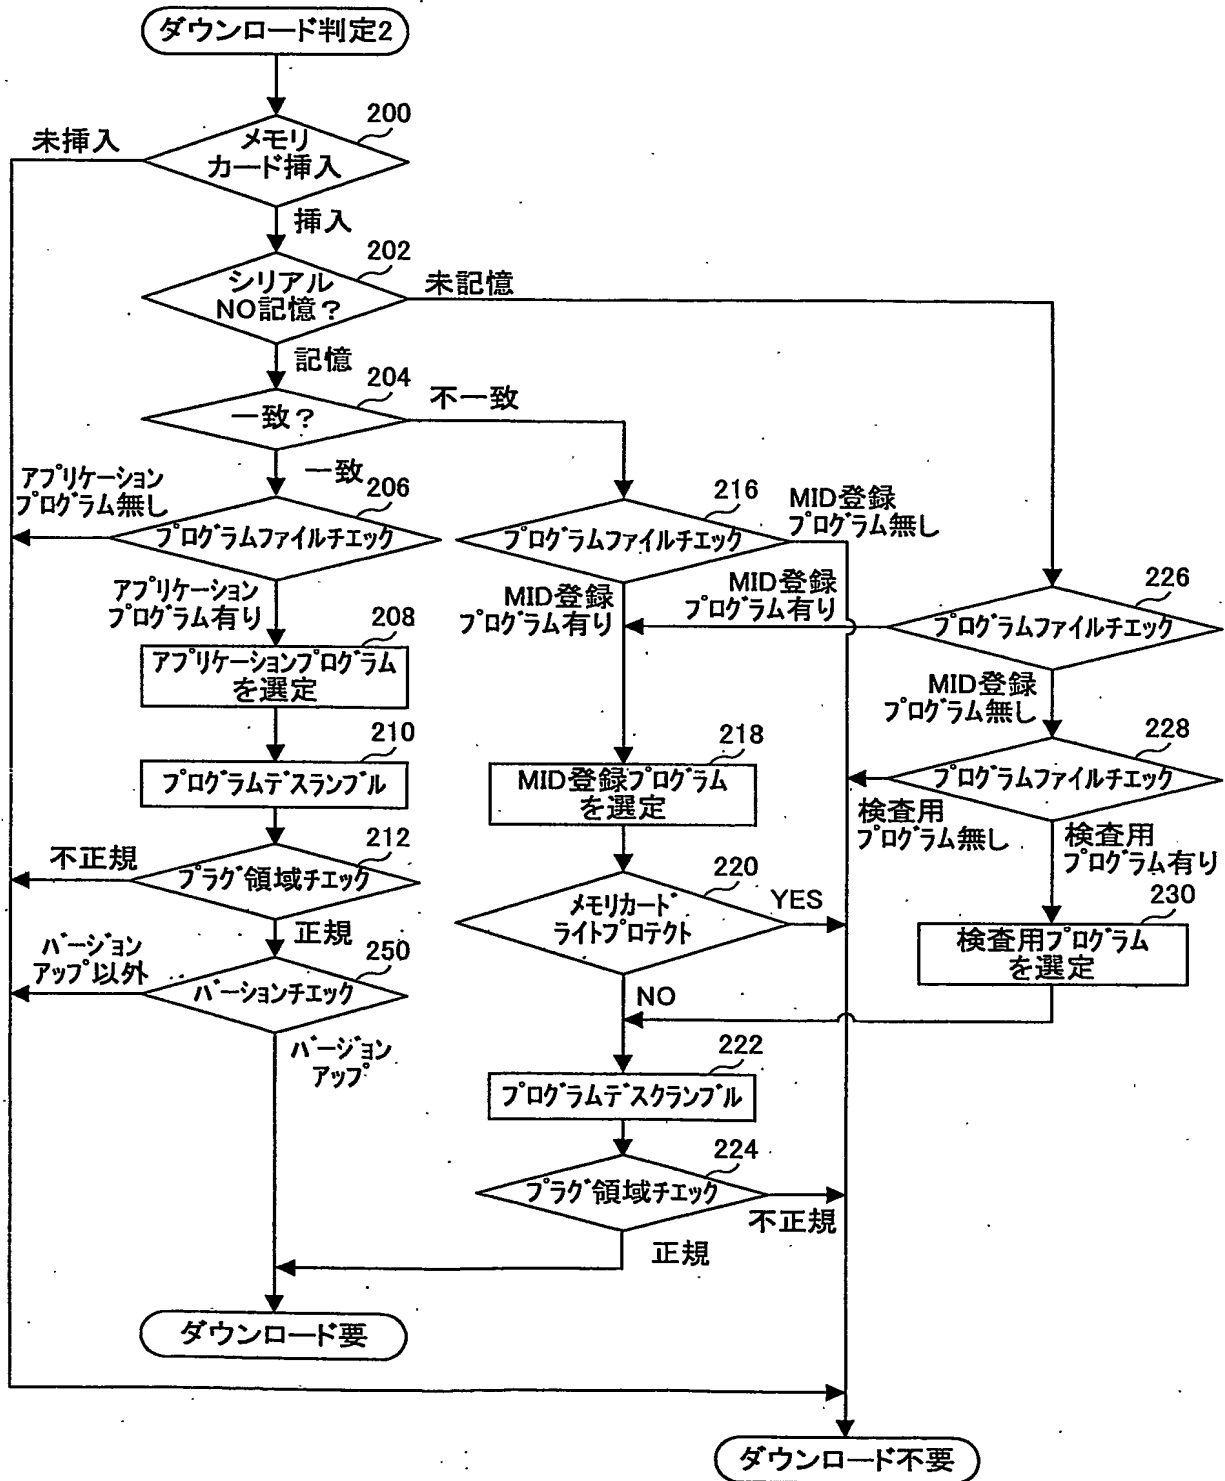 ダウンロード判定2
200
未挿入
メモリ
カード挿入
挿入
202
シリアル
NO記憶?
未記憶
記憶
204
一致?
不一致
一致
アプリケーション
プログラム無し
206
プログラムファイルチェック
216
プログラムファイルチェック
MID登録
プログラム無し
アプリケーション
プログラム有り
MID登録
プログラム有り
MID登録
プログラム有り
226
プログラムファイルチェック
208
アプリケーションプログラム
を選定
MID登録
プログラム無し
210
プログラムデスランブル
218
MID登録プログラム
を選定
228
プログラムファイルチェック
検査用
プログラム無し
検査用
プログラム有り
不正規
212
プラグ領域チェック
正規
220
メモリカード
ライトプロテクト
YES
230
検査用プログラム
を選定
バージョン
アップ以外
250
バージョンチェック
NO
バージョン
アップ
222
プログラムデスクランブル
224
プラグ領域チェック
不正規
正規
ダウンロード要
ダウンロード不要